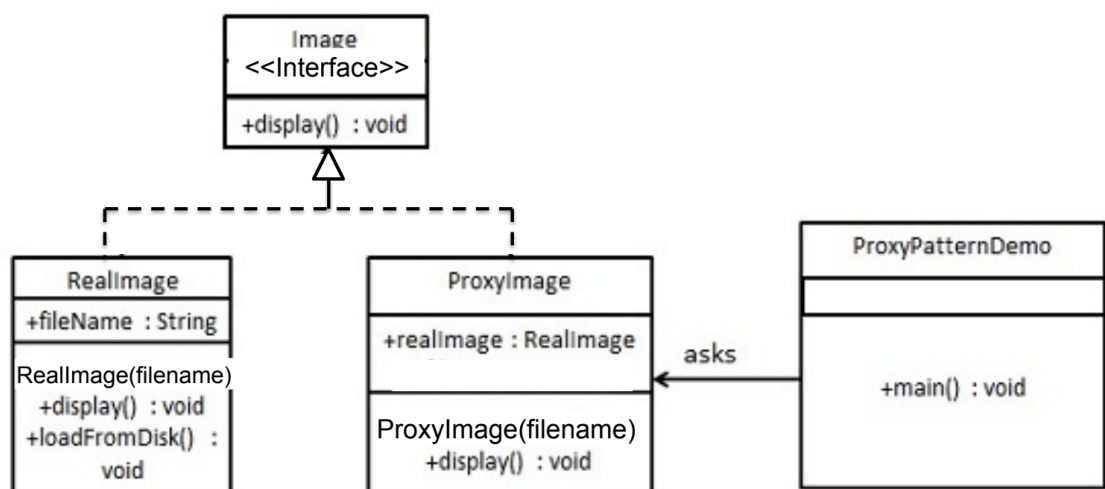 Image
<<Interface>>
+display() : void
RealImage
+fileName : String
RealImage(filename)
+display() : void
+loadFromDisk() :
void
ProxyImage
+realImage : RealImage
ProxyImage(filename)
+display() : void
asks
ProxyPatternDemo
+main() : void